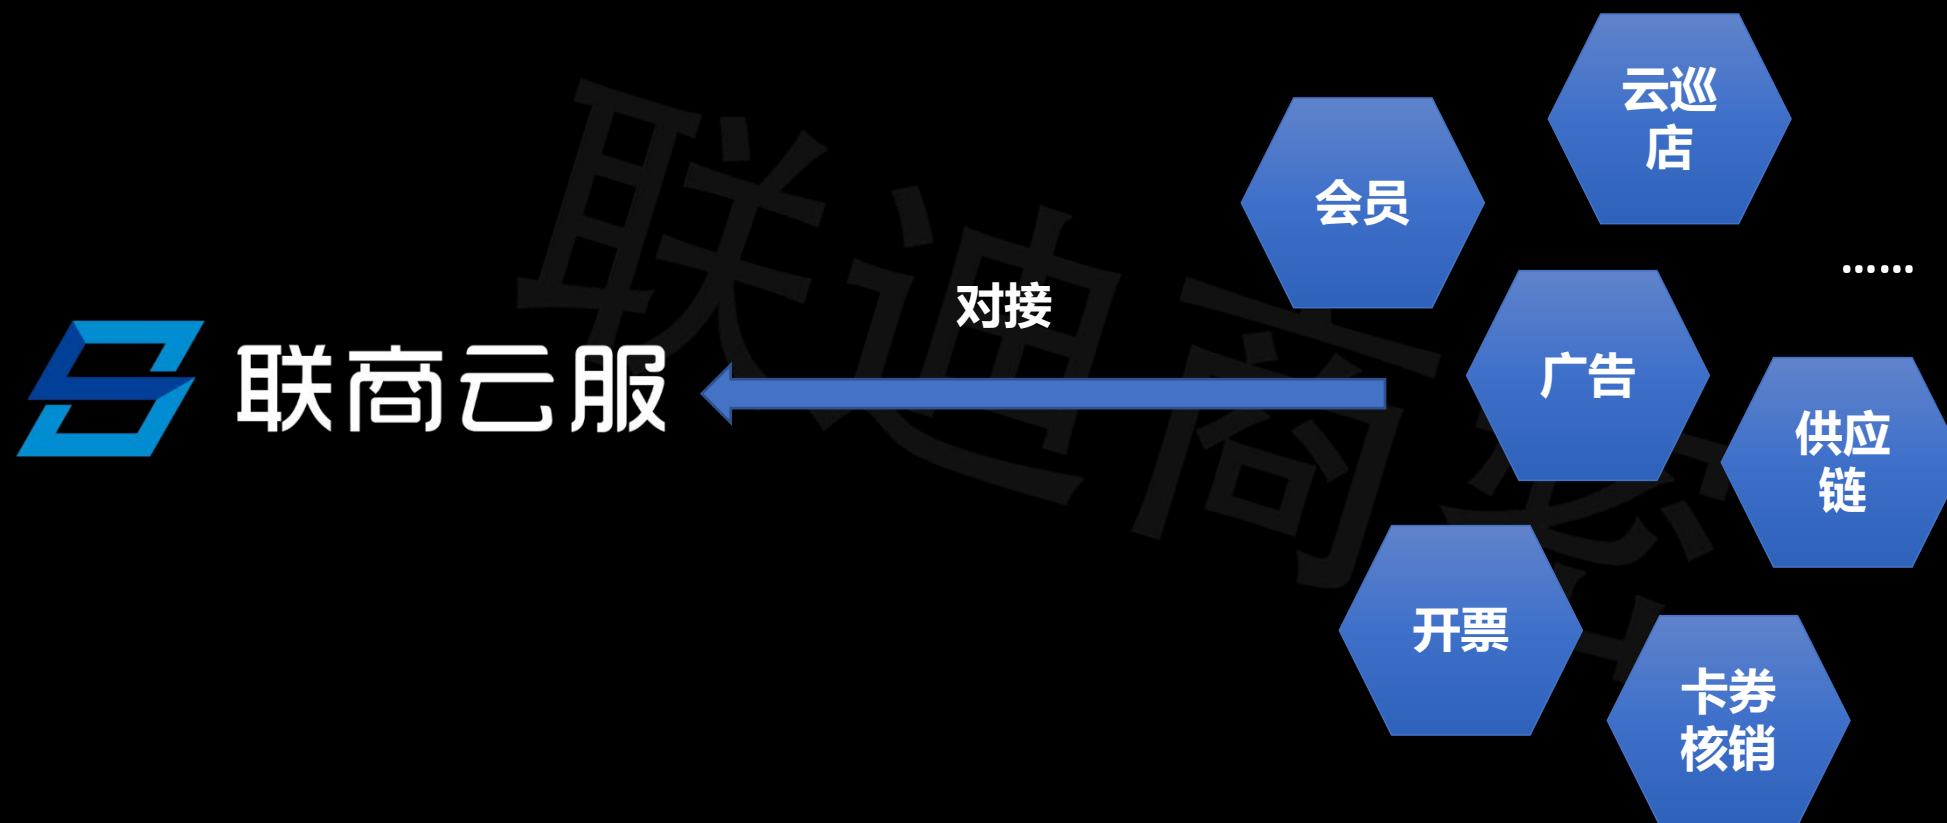 云巡
店
会员
……
对接
广告
联商云服
供应
链
开票
卡券
核销
联迪商